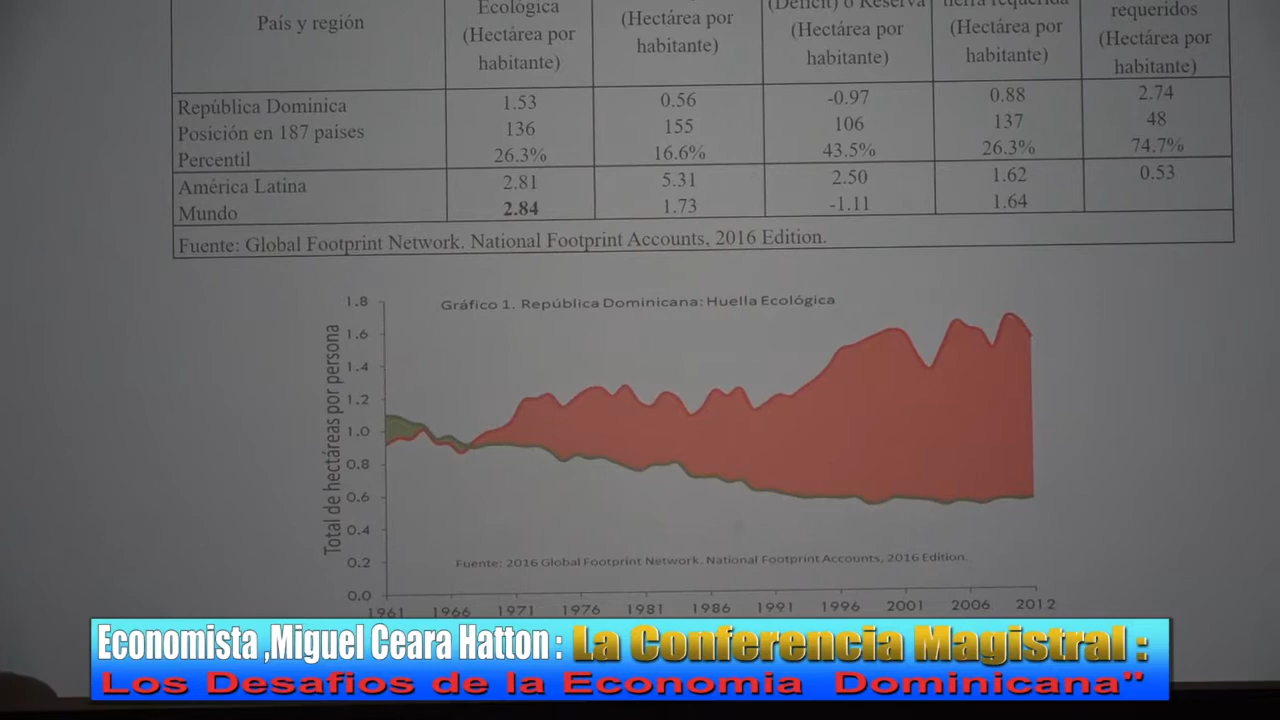 Ecológica
(Hectárea por
habitante)
(Hectárea por
habitante)
(Déficit) o Reserva
(Hectárea por
habitante)
tierra requerida
(Hectárea por
habitante)
requeridos
(Hectárea por
habitante)
País y región
República Dominica 1.53 0.56 -0.97 0.88 2.74
Posición en 187 países 136 155 106 137 48
Percentil 26.3% 16.6% 43.5% 26.3% 74.7%
América Latina 2.81 5.31 2.50 1.62 0.53
Mundo 2.84 1.73 -1.11 1.64
Fuente: Global Footprint Network. National Footprint Accounts, 2016 Edition.
Gráfico 1. República Dominicana: Huella Ecológica
Total de hectáreas por persona
1.8
1.6
1.4
1.2
1.0
0.8
0.6
0.4
0.2
0.0
Fuente: 2016 Global Footprint Network. National Footprint Accounts, 2016 Edition.
1961 1966 1971 1976 1981 1986 1991 1996 2001 2006 2012
Economista ,Miguel Ceara Hatton : La Conferencia Magistral :
Los Desafios de la Economia Dominicana"